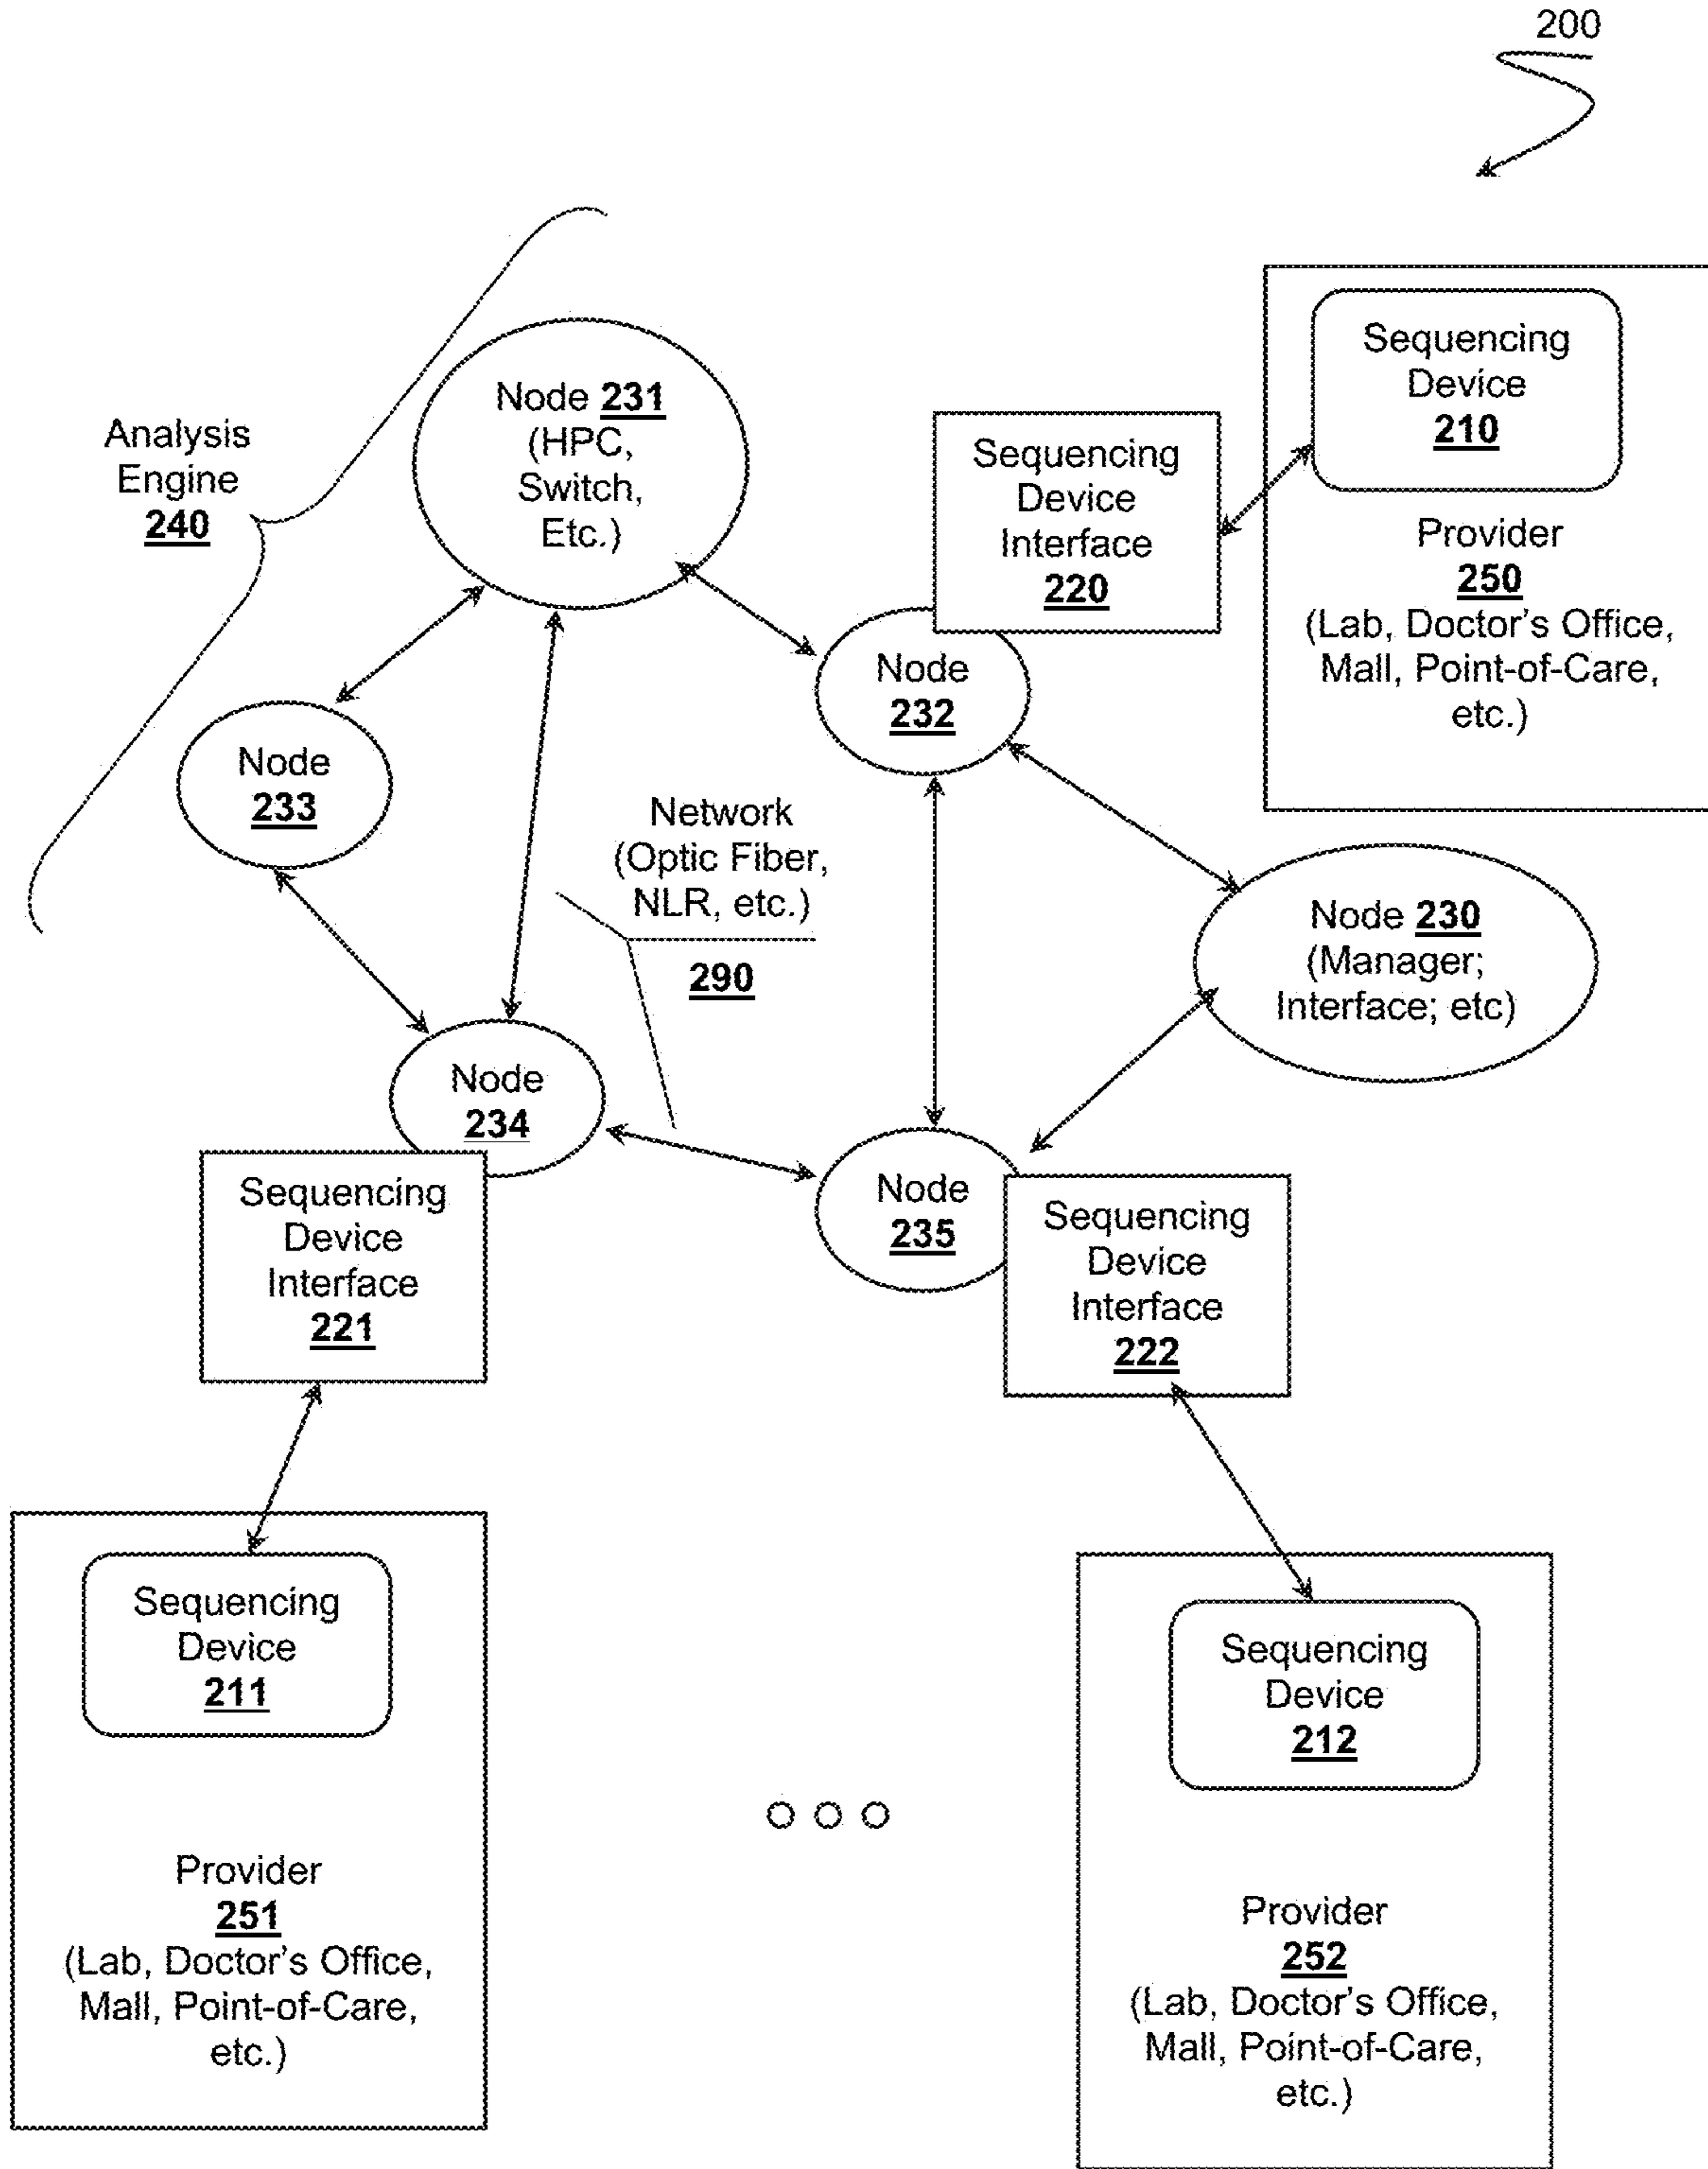 200
Analysis
Engine
240
Node 231
(HPC,
Switch,
Etc.)
Sequencing
Device
Interface
220
Sequencing
Device
210
Provider
250
(Lab, Doctor's Office,
Mall, Point-of-Care,
etc.)
Node
232
Node
233
Network
(Optic Fiber,
NLR, etc.)
290
Node 230
(Manager;
Interface; etc)
Node
234
Node
235
Sequencing
Device
Interface
221
Sequencing
Device
Interface
222
Sequencing
Device
211
Provider
251
(Lab, Doctor's Office,
Mall, Point-of-Care,
etc.)
Sequencing
Device
212
Provider
252
(Lab, Doctor's Office,
Mall, Point-of-Care,
etc.)